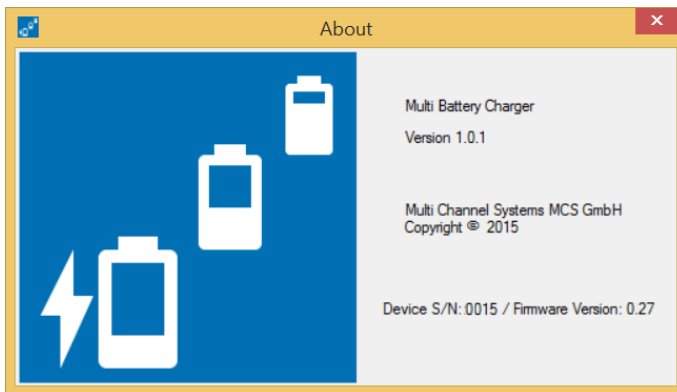 About
Multi Battery Charger
Version 1.0.1
Multi Channel Systems MCS GmbH
Copyright © 2015
Device S/N: 0015 / Firmware Version: 0.27